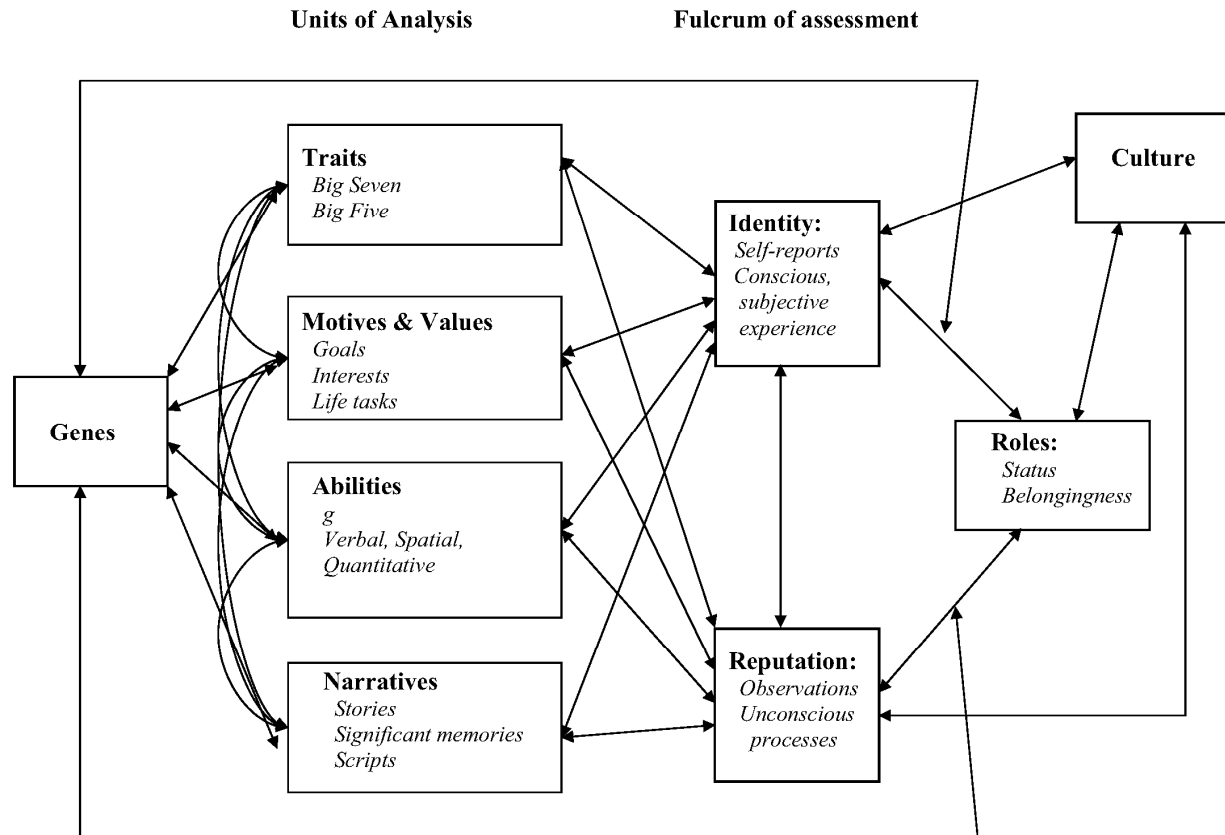 Units of Analysis
Fulcrum of assessment
Traits
Big Seven
Big Five
Motives & Values
Goals
Interests
Life tasks
Genes
Abilities
g
Verbal, Spatial,
Quantitative
Narratives
Stories
Significant memories
Scripts
Identity:
Self-reports
Conscious,
subjective
experience
Reputation:
Observations
Unconscious
processes
Culture
Roles:
Status
Belongingness